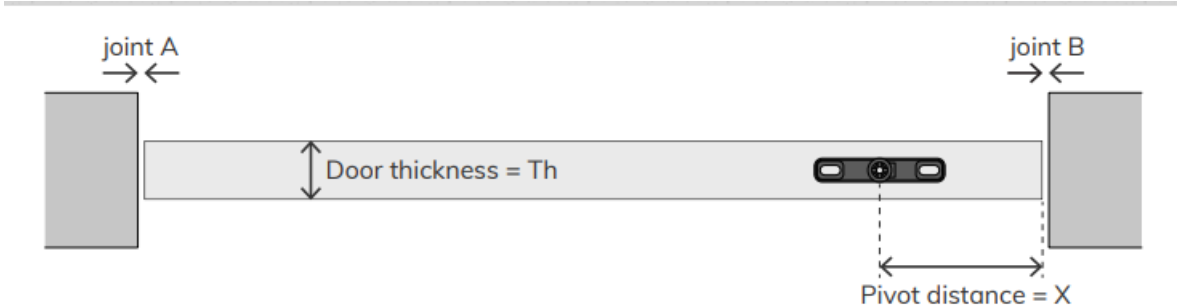 joint A
joint B
Door thickness = Th
Pivot distance = X